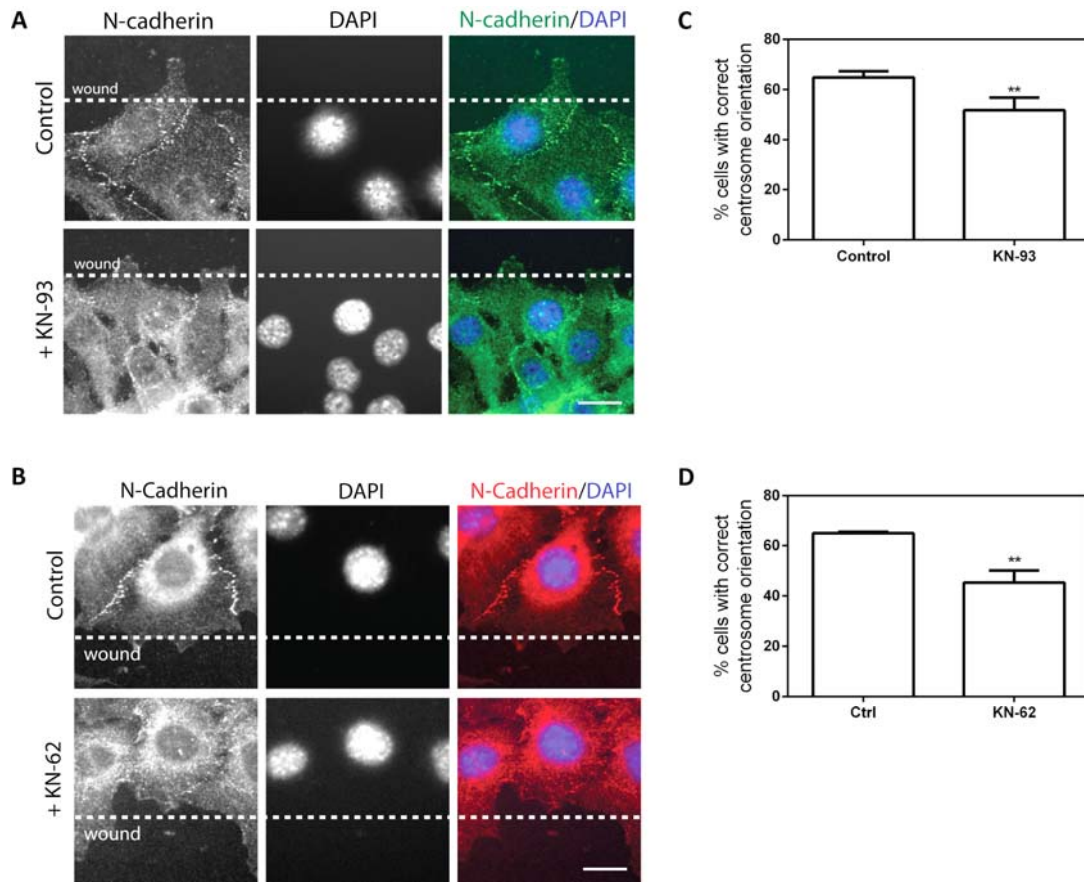 A
N-cadherin
DAPI
N-cadherin/DAPI
Control
wound
+ KN-93
wound
C
% cells with correct
centrosome orientation
80
60
40
20
0
**
Control
KN-93
B
N-Cadherin
DAPI
N-Cadherin/DAPI
Control
wound
+ KN-62
wound
D
% cells with correct
centrosome orientation
80
60
40
20
0
**
Ctrl
KN-62